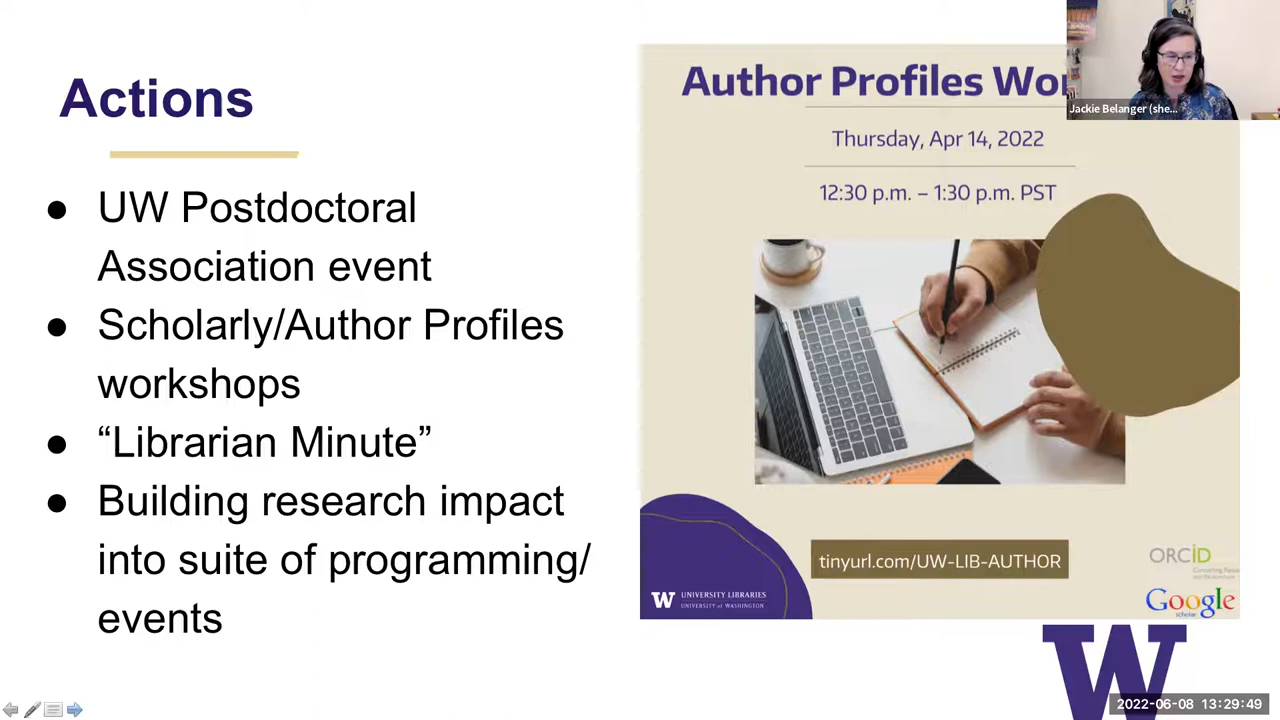 Actions
● UW Postdoctoral
Association event
● Scholarly/Author Profiles
workshops
● “Librarian Minute”
● Building research impact
into suite of programming/
events
Author Profiles Wor
Thursday, Apr 14, 2022
12:30 p.m. – 1:30 p.m. PST
tinyurl.com/UW-LIB-AUTHOR
W UNIVERSITY LIBRARIES
UNIVERSITY of WASHINGTON
ORCID
Google
scholar
Jackie Belanger (she...
W
2022-06-08 13:29:49